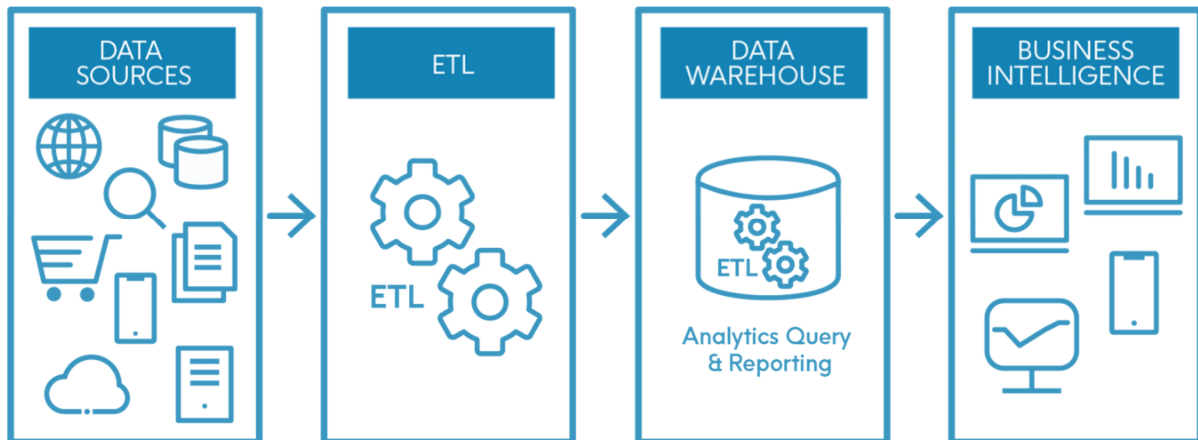 DATA
SOURCES
ETL
ETL
DATA
WAREHOUSE
ETL
Analytics Query
& Reporting
BUSINESS
INTELLIGENCE